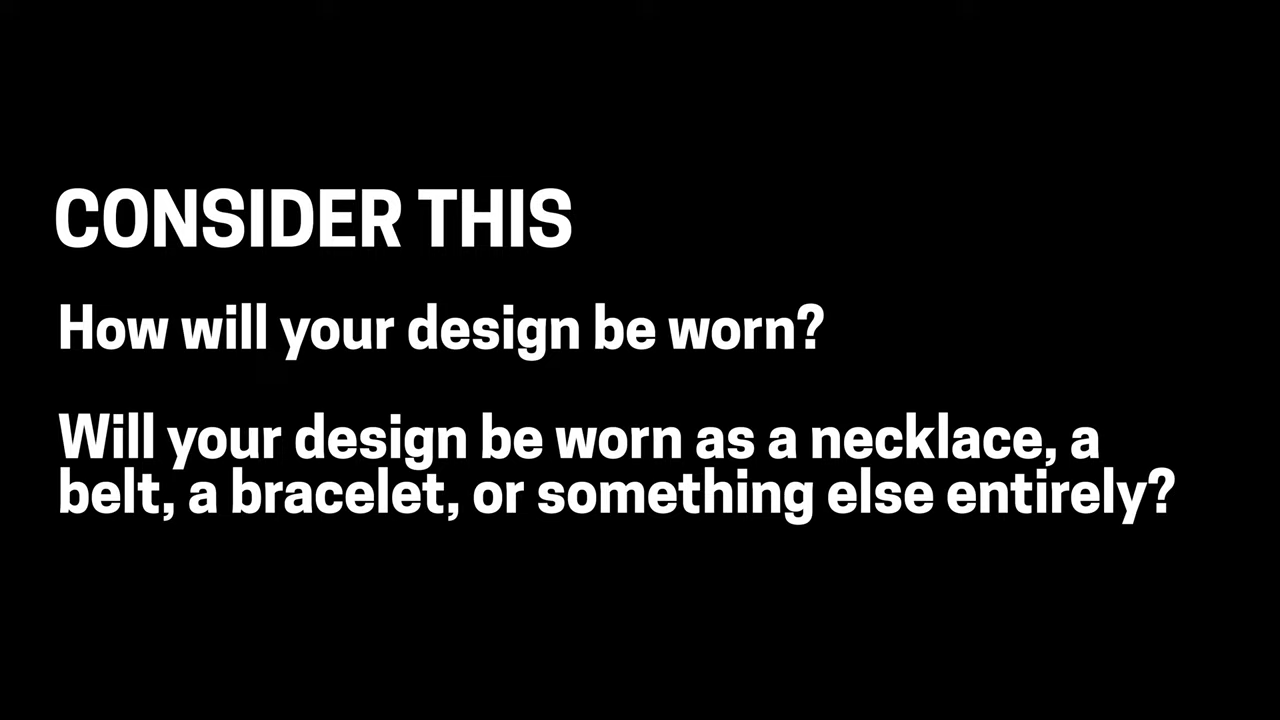 CONSIDER THIS
How will your design be worn?
Will your design be worn as a necklace, a
belt, a bracelet, or something else entirely?